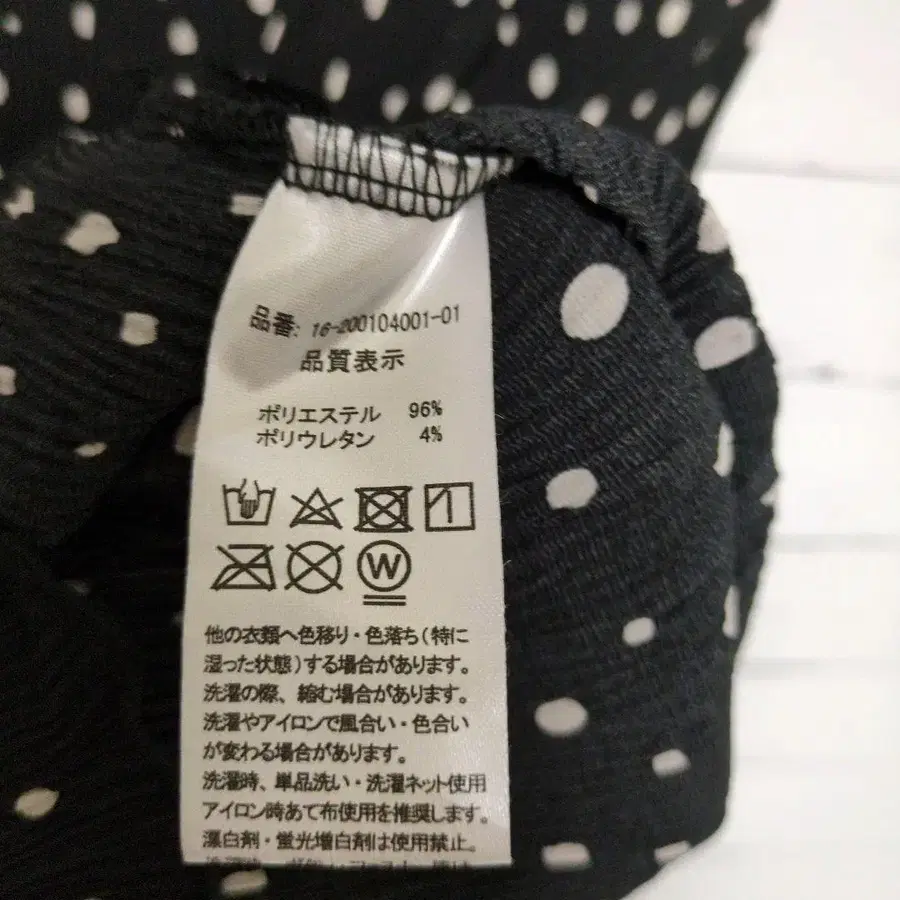 品番: 16-200104001-01
品質表示
ポリエステル 96%
ポリウレタン 4%
W
他の衣類へ色移り・色落ち(特に
湿った状態)する場合があります。
洗濯の際、縮む場合があります。
洗濯やアイロンで風合い・色合い
が変わる場合があります。
洗濯時、単品洗い・洗濯ネット使用
アイロン時あて布使用を推奨します。
漂白剤・蛍光増白剤は使用禁止。